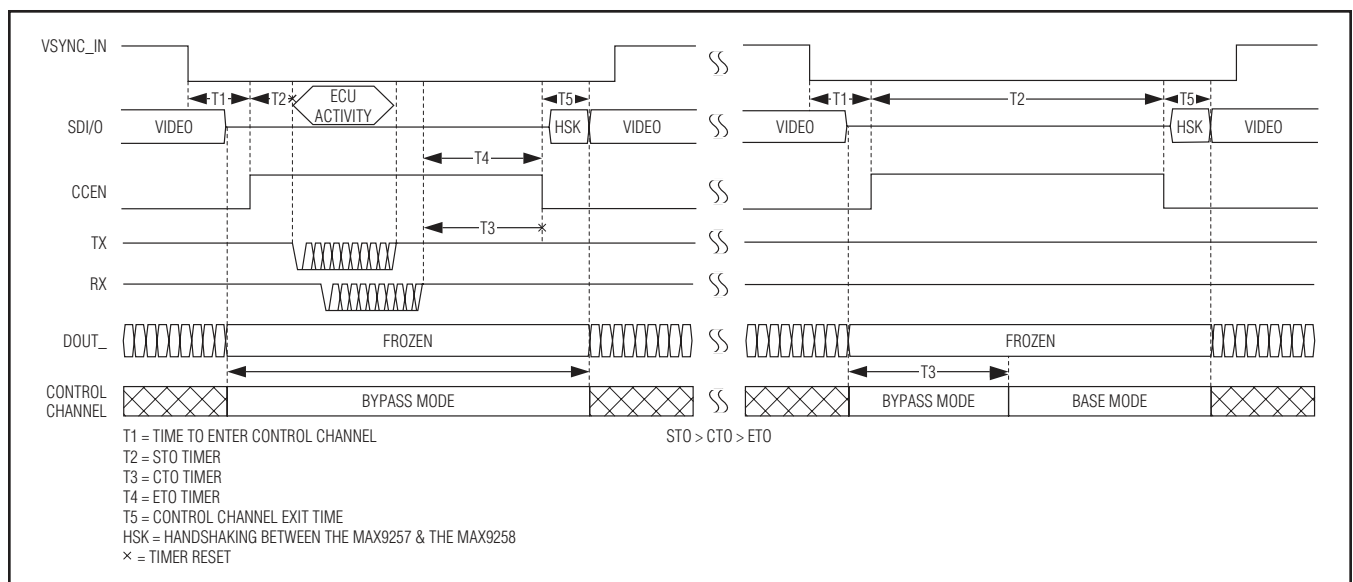 VSYNC_IN
T1 T2 ECU ACTIVITY T5 T1 T2 T5
SDI/O VIDEO HSK VIDEO VIDEO HSK VIDEO
T4
CCEN
T3
TX
RX
DOUT_ FROZEN FROZEN
T3
CONTROL CHANNEL BYPASS MODE BYPASS MODE BASE MODE
T1 = TIME TO ENTER CONTROL CHANNEL STO > CTO > ETO
T2 = STO TIMER
T3 = CTO TIMER
T4 = ETO TIMER
T5 = CONTROL CHANNEL EXIT TIME
HSK = HANDSHAKING BETWEEN THE MAX9257 & THE MAX9258
× = TIMER RESET